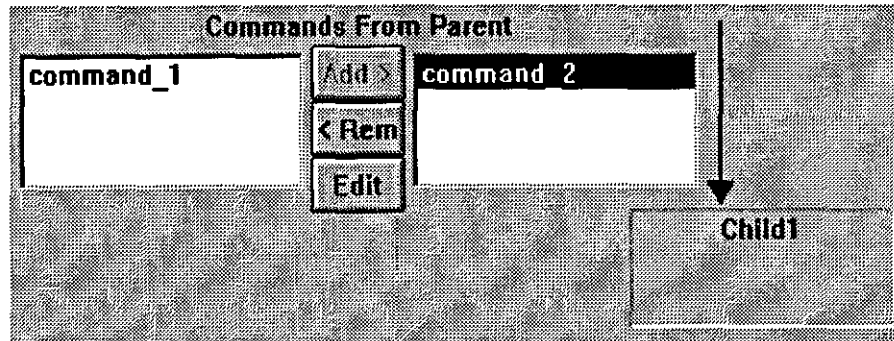 Commands From Parent
command_1
Add >
command_2
< Rem
Edit
Child1